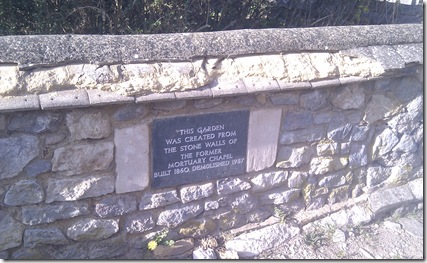 "THIS GARDEN
WAS CREATED FROM
THE STONE WALLS OF
THE FORMER
MORTUARY CHAPEL
BUILT 1860, DEMOLISHED 1987